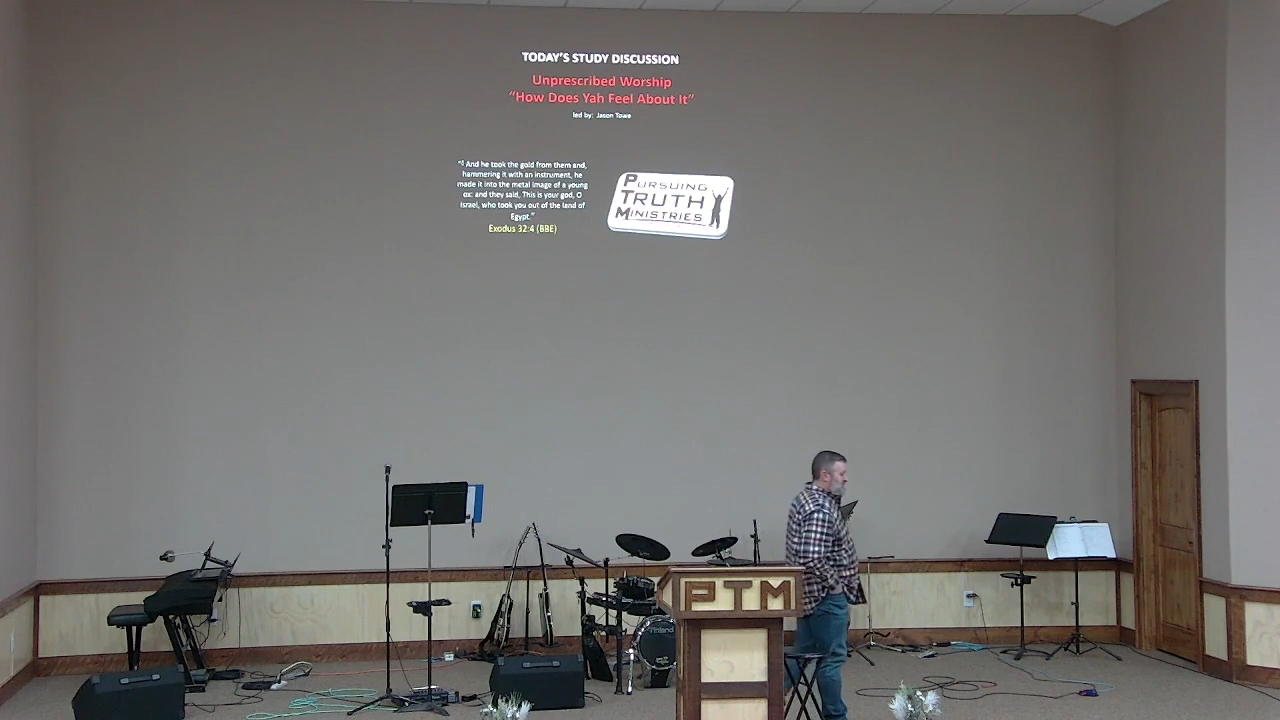 TODAY'S STUDY DISCUSSION
Unprescribed Worship
"How Does Yah Feel About It"
led by: Jason Towe
"4 And he took the gold from them and,
hammering it with an instrument, he
made it into the metal image of a young
ox: and they said, This is your god, O
Israel, who took you out of the land of
Egypt."
Exodus 32:4 (BBE)
PURSUING
TRUTH
MINISTRIES
PTM